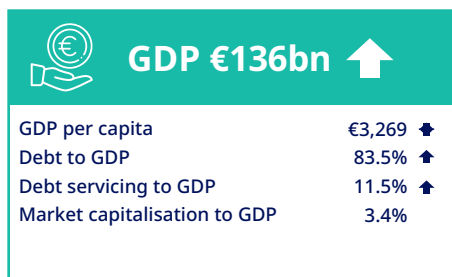 €
GDP €136bn
GDP per capita €3,269
Debt to GDP 83.5%
Debt servicing to GDP 11.5%
Market capitalisation to GDP 3.4%